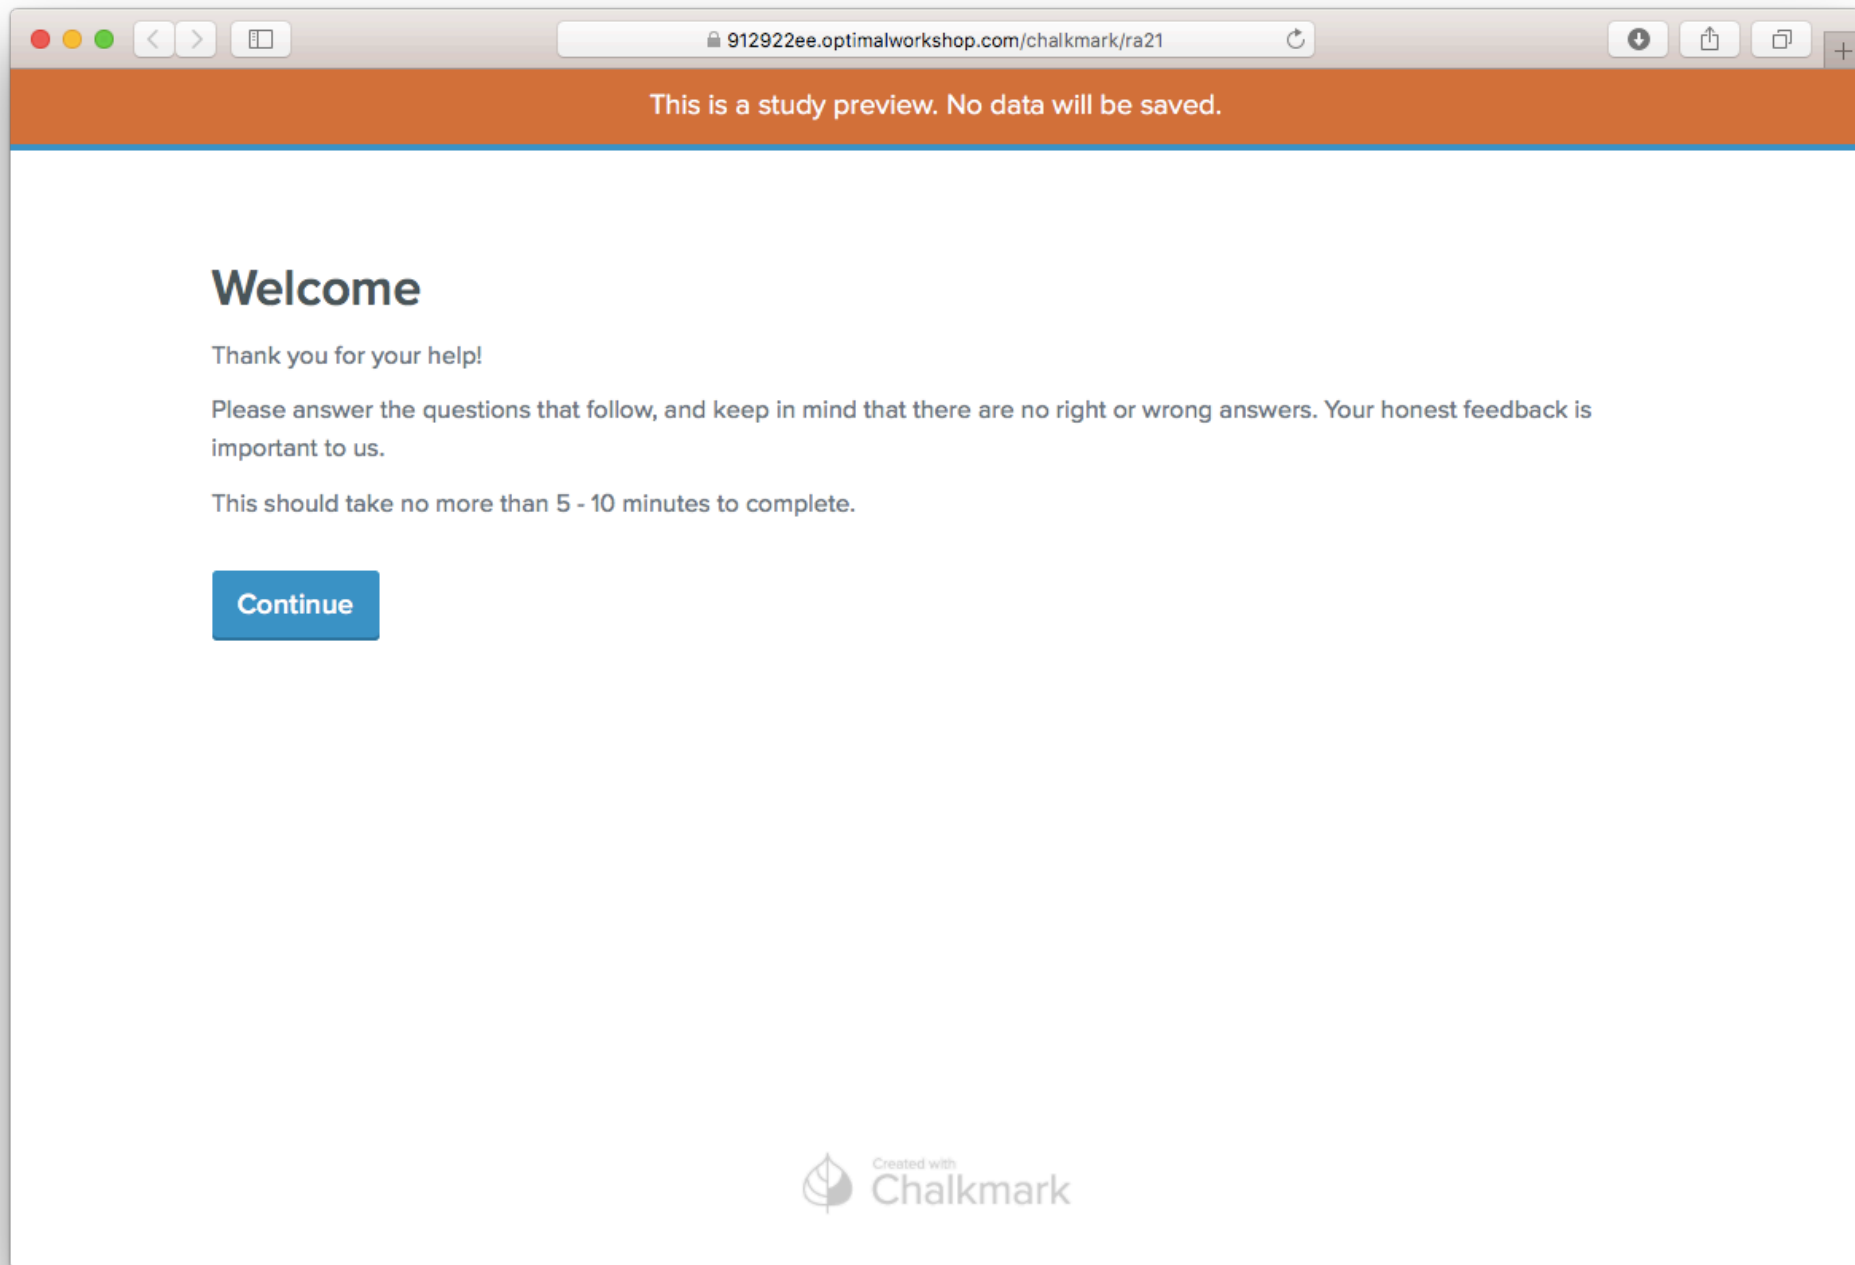 912922ee.optimalworkshop.com/chalkmark/ra21
This is a study preview. No data will be saved.
Welcome
Thank you for your help!
Please answer the questions that follow, and keep in mind that there are no right or wrong answers. Your honest feedback is
important to us.
This should take no more than 5 - 10 minutes to complete.
Continue
Created with
Chalkmark